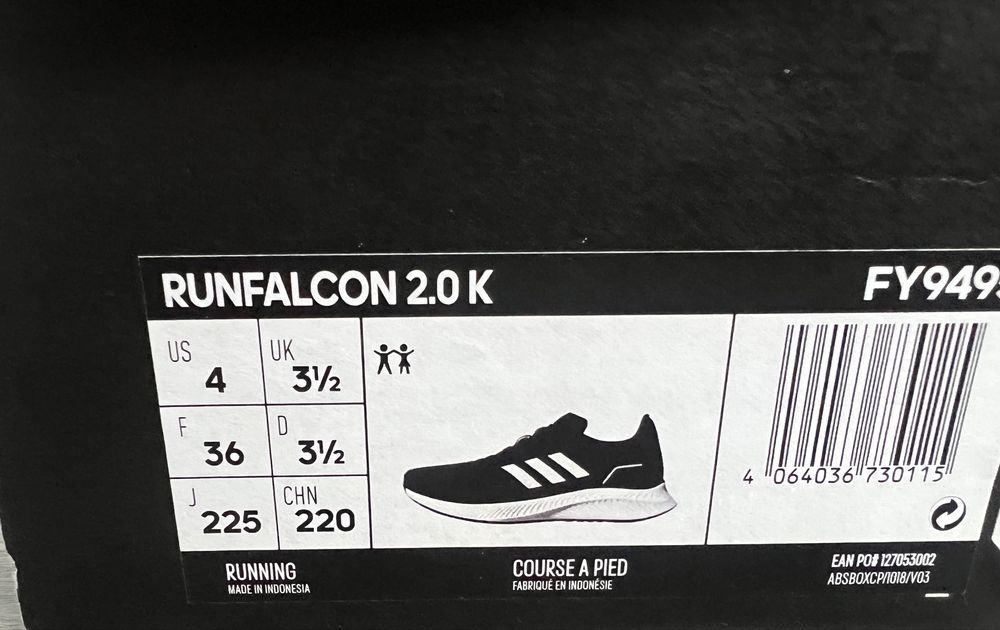 RUNFALCON 2.0 K
US 4
UK 3½
F 36
D 3½
J 225
CHN 220
4 064036 730115
RUNNING
MADE IN INDONESIA
COURSE A PIED
FABRIQUÉ EN INDONÉSIE
EAN PO# 127053002
ABSBOXCP/1018/V03